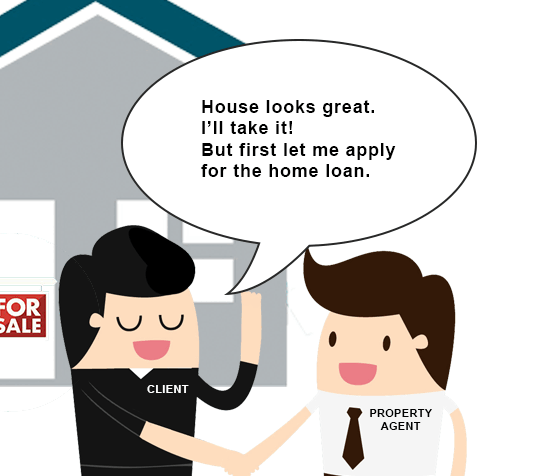 House looks great.
I’ll take it!
But first let me apply
for the home loan.
FOR
SALE
CLIENT
PROPERTY
AGENT